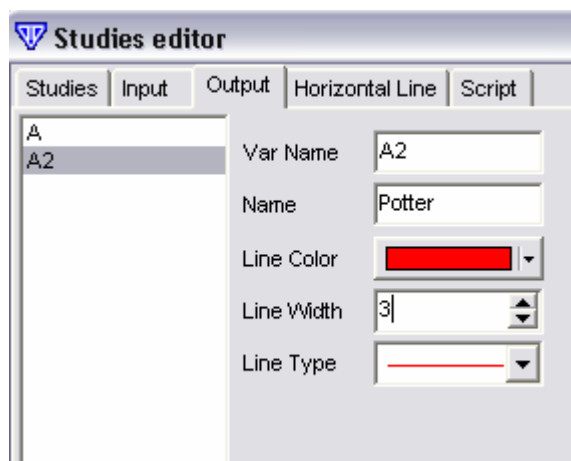 Studies editor
Studies Input Output Horizontal Line Script
A
A2
Var Name A2
Name Potter
Line Color
Line Width 3
Line Type